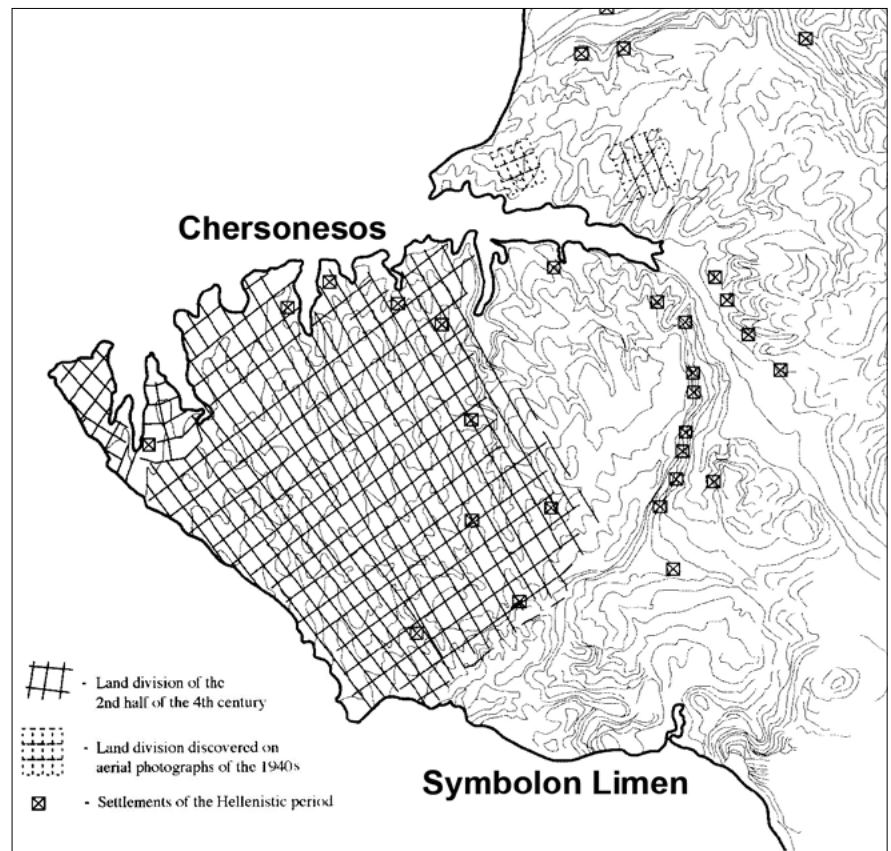 Chersonesos
- Land division of the
2nd half of the 4th century
- Land division discovered on
aerial photographs of the 1940s
- Settlements of the Hellenistic period
Symbolon Limen